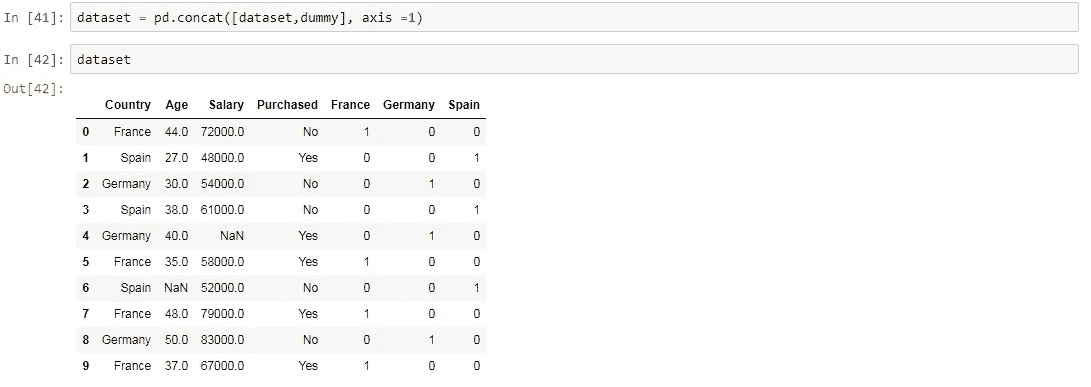 In [41]: dataset = pd.concat([dataset,dummy], axis =1)
In [42]: dataset
Out[42]:
Country Age Salary Purchased France Germany Spain
0 France 44.0 72000.0 No 1 0 0
1 Spain 27.0 48000.0 Yes 0 0 1
2 Germany 30.0 54000.0 No 0 1 0
3 Spain 38.0 61000.0 No 0 0 1
4 Germany 40.0 NaN Yes 0 1 0
5 France 35.0 58000.0 Yes 1 0 0
6 Spain NaN 52000.0 No 0 0 1
7 France 48.0 79000.0 Yes 1 0 0
8 Germany 50.0 83000.0 No 0 1 0
9 France 37.0 67000.0 Yes 1 0 0